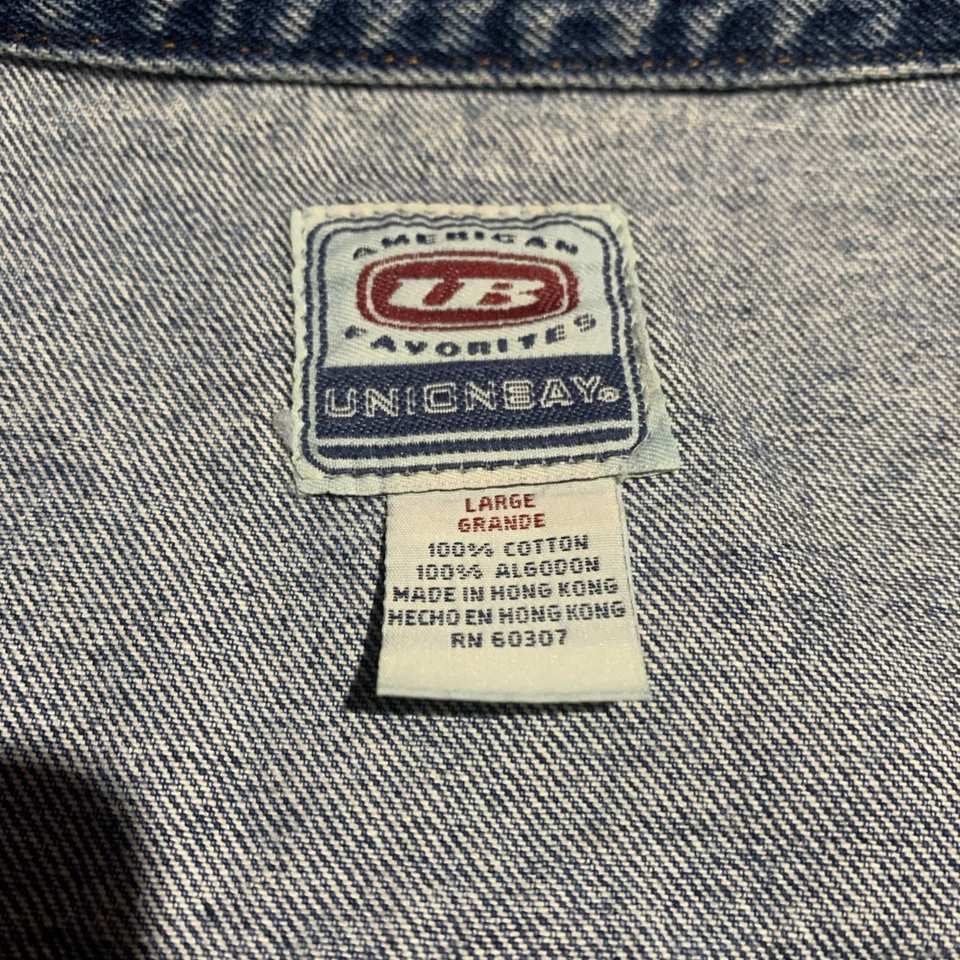 AMERICAN
UB
FAVORITES
UNIONBAY®
LARGE
GRANDE
100% COTTON
100% ALGODON
MADE IN HONG KONG
HECHO EN HONG KONG
RN 60307